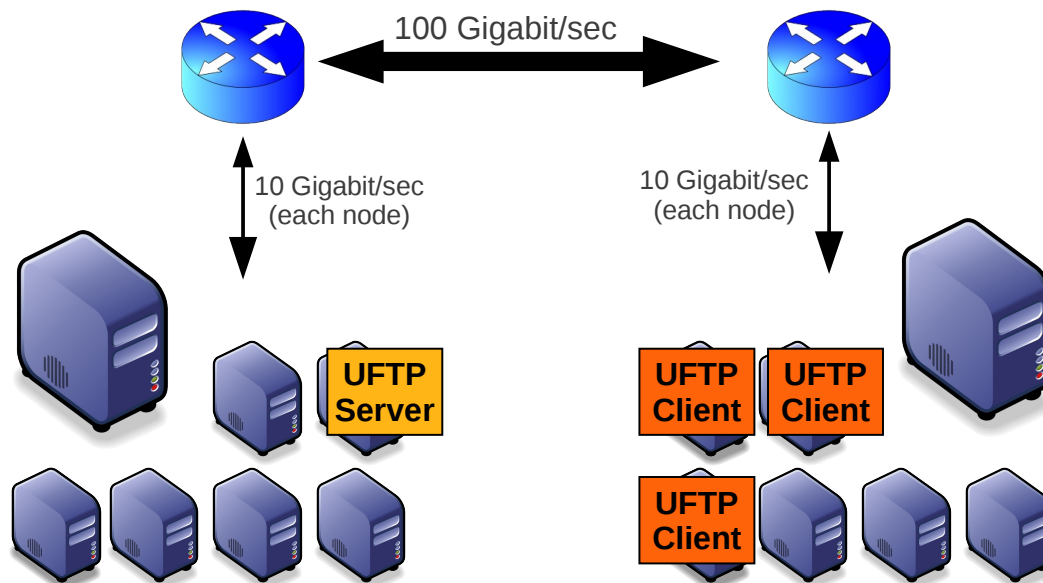 100 Gigabit/sec
10 Gigabit/sec
(each node)
10 Gigabit/sec
(each node)
UFTP
Server
UFTP
Client
UFTP
Client
UFTP
Client